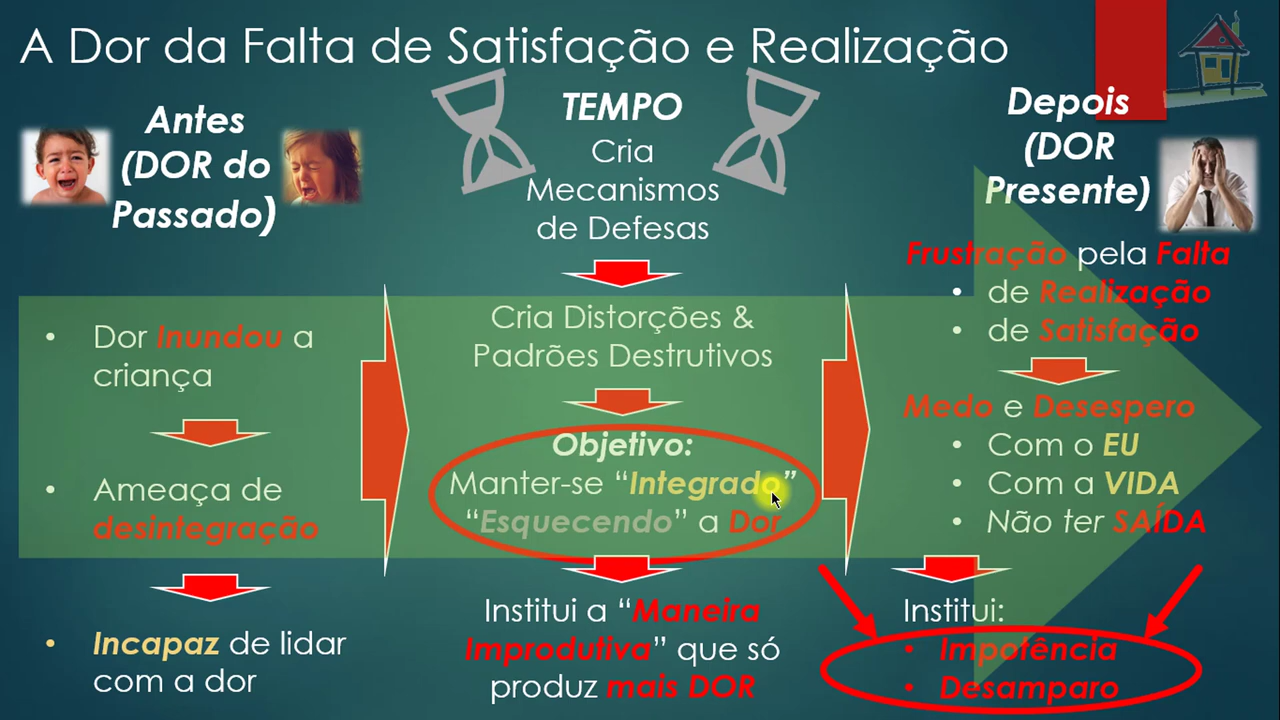 A Dor da Falta de Satisfação e Realização
Antes
(DOR do
Passado)
• Dor Inundou a
criança
• Ameaça de
desintegração
• Incapaz de lidar
com a dor
TEMPO
Cria
Mecanismos
de Defesas
Cria Distorções &
Padrões Destrutivos
Objetivo:
Manter-se “Integrado”
“Esquecendo” a Dor
Institui a “Maneira
Improdutiva” que só
produz mais DOR
Depois
(DOR
Presente)
Frustração pela Falta
• de Realização
• de Satisfação
Medo e Desespero
• Com o EU
• Com a VIDA
• Não ter SAÍDA
Institui:
• Impotência
• Desamparo